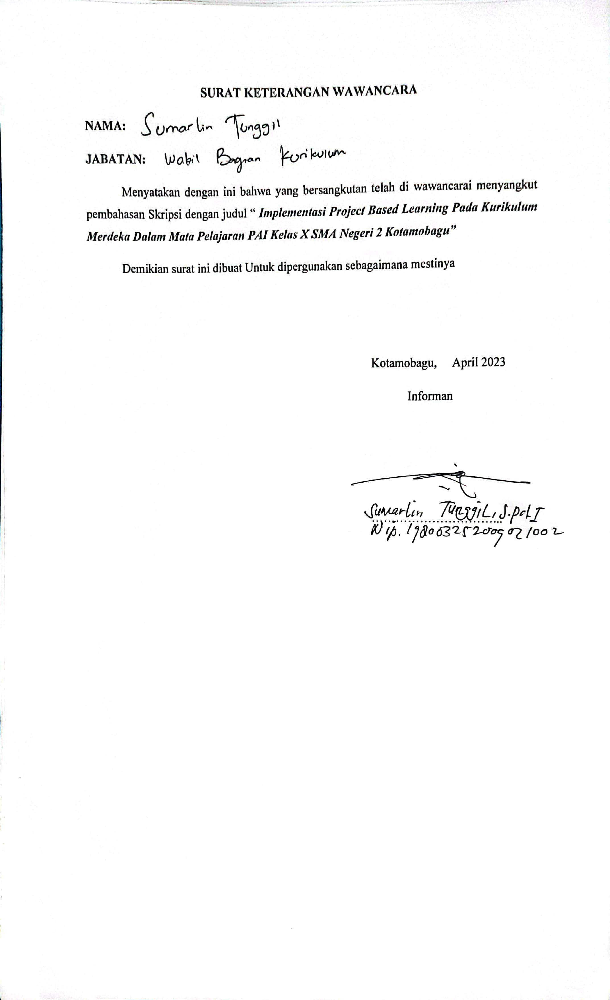 SURAT KETERANGAN WAWANCARA
NAMA: Sumarlin Tunggil
JABATAN: Wakil Bagian Kurikulum
Menyatakan dengan ini bahwa yang bersangkutan telah di wawancarai menyangkut
pembahasan Skripsi dengan judul “ Implementasi Project Based Learning Pada Kurikulum
Merdeka Dalam Mata Pelajaran PAI Kelas X SMA Negeri 2 Kotamobagu”
Demikian surat ini dibuat Untuk dipergunakan sebagaimana mestinya
Kotamobagu, April 2023
Informan
Sumarlin Tunggil, S.Pd.I
Nip. 198003252009021002